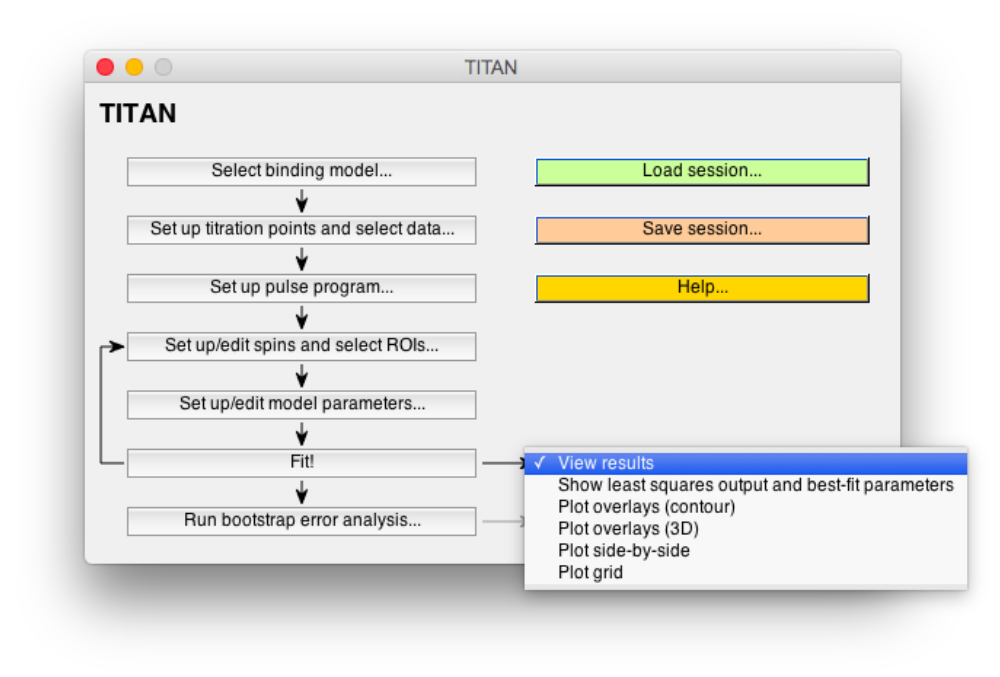 TITAN
TITAN
Select binding model...
Load session...
Set up titration points and select data...
Save session...
Set up pulse program...
Help...
Set up/edit spins and select ROIs...
Set up/edit model parameters...
Fit!
✓ View results
Show least squares output and best-fit parameters
Plot overlays (contour)
Run bootstrap error analysis...
Plot overlays (3D)
Plot side-by-side
Plot grid